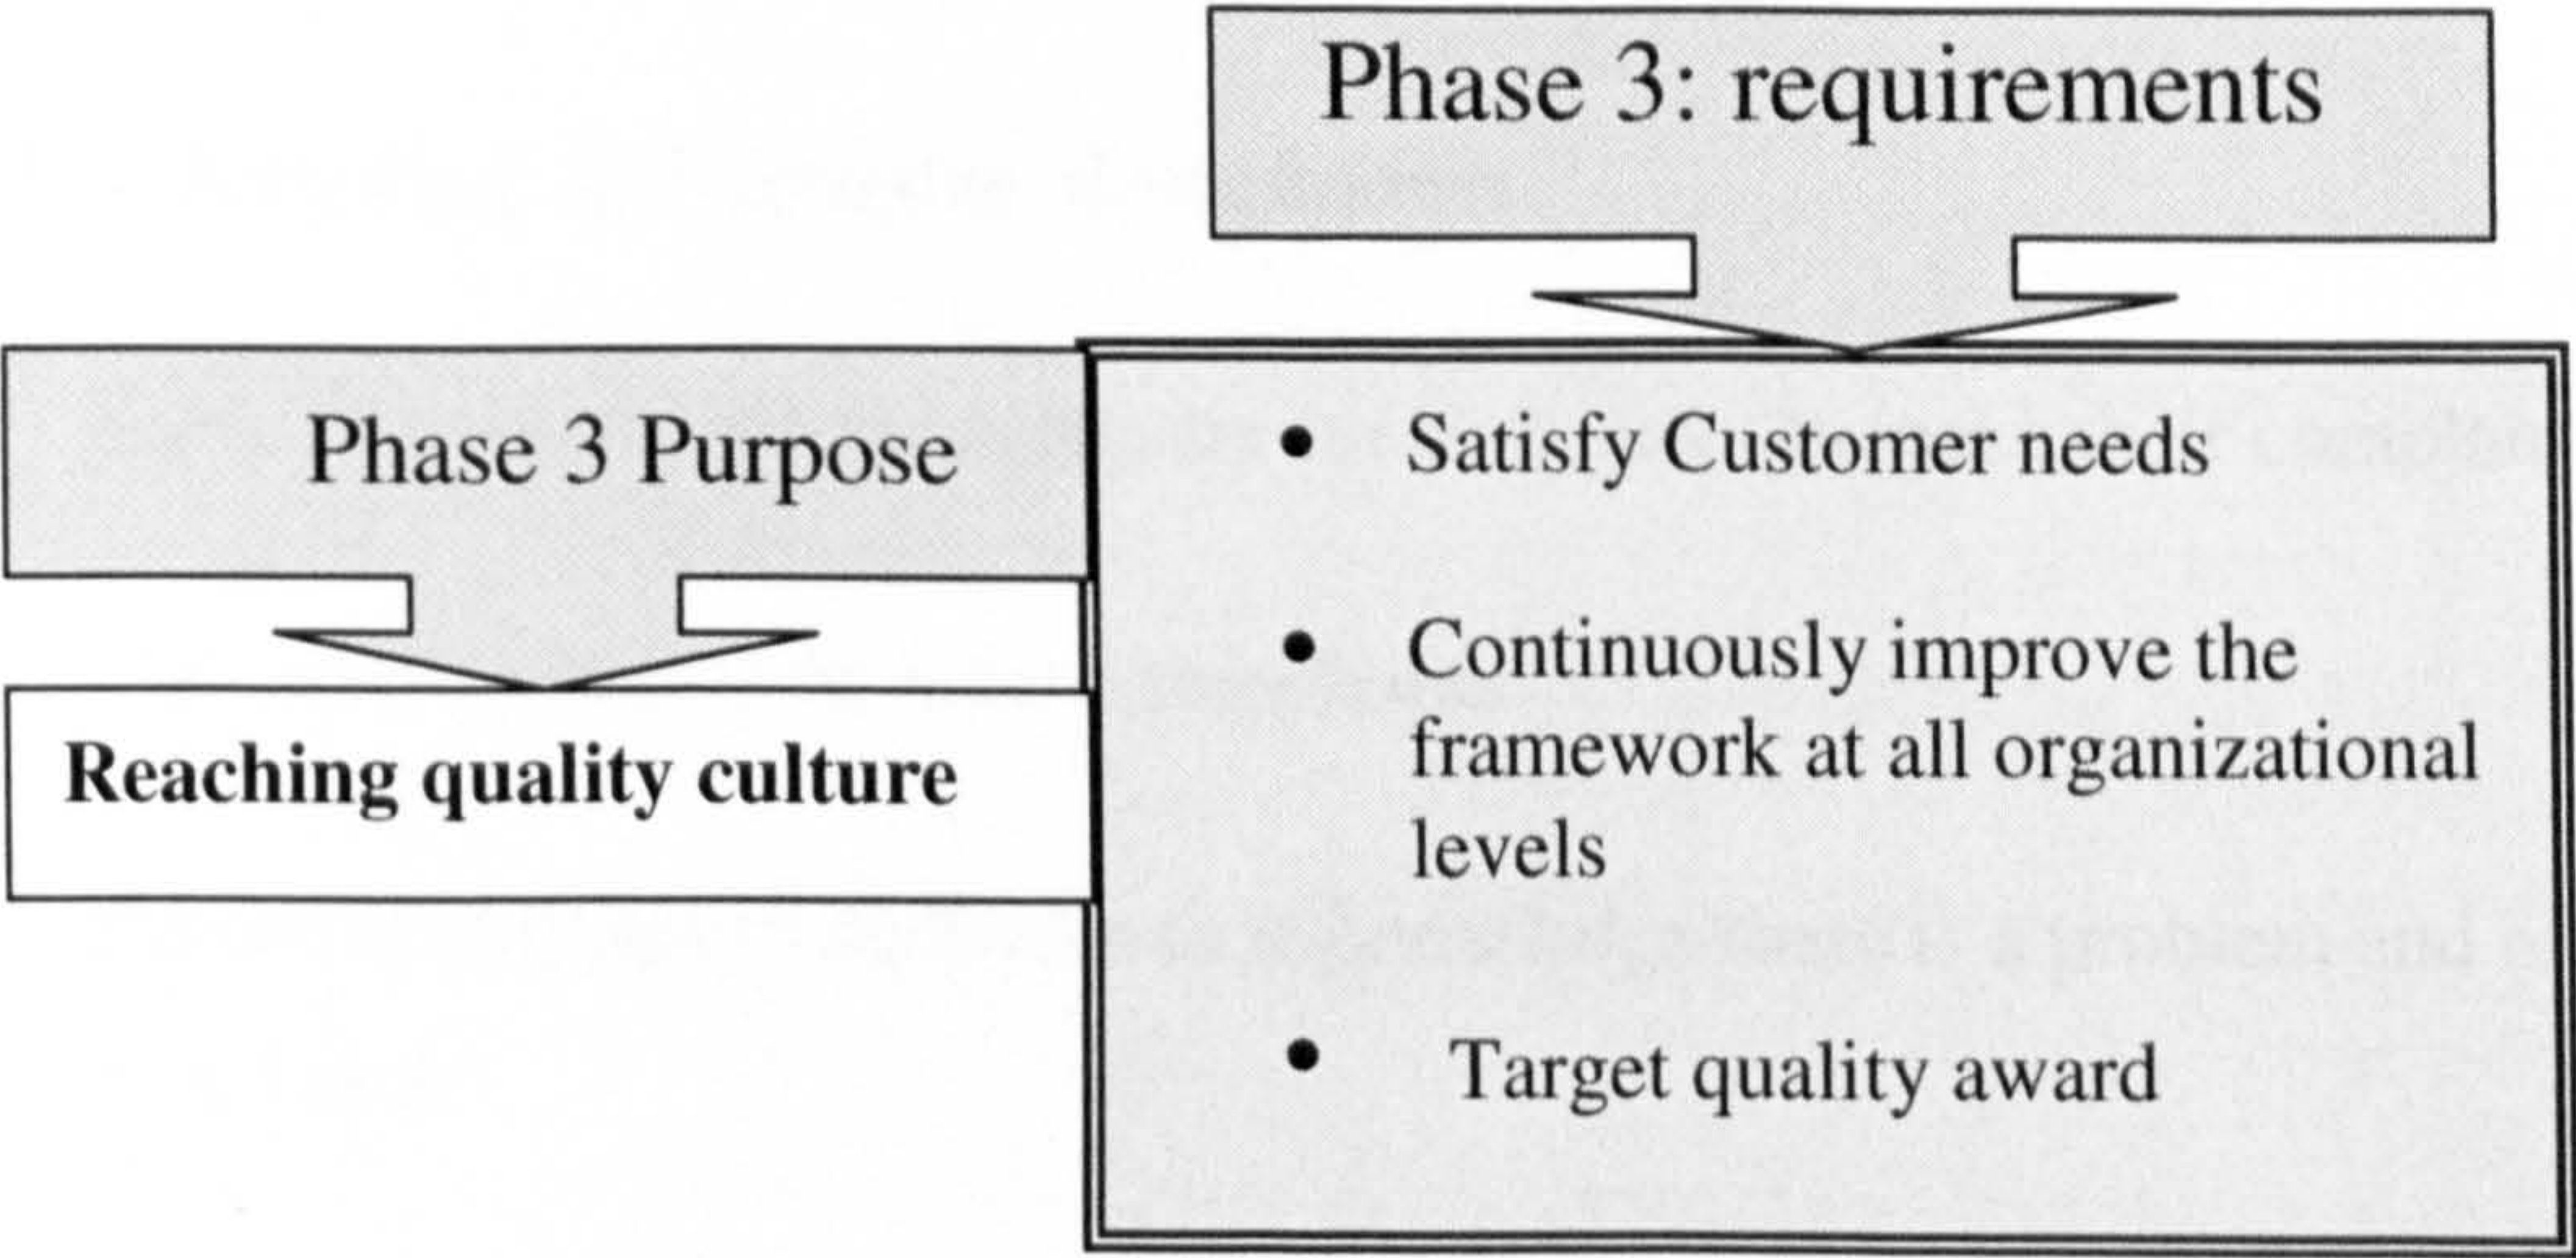 Phase 3: requirements
Phase 3 Purpose
Reaching quality culture
• Satisfy Customer needs
• Continuously improve the
framework at all organizational
levels
• Target quality award